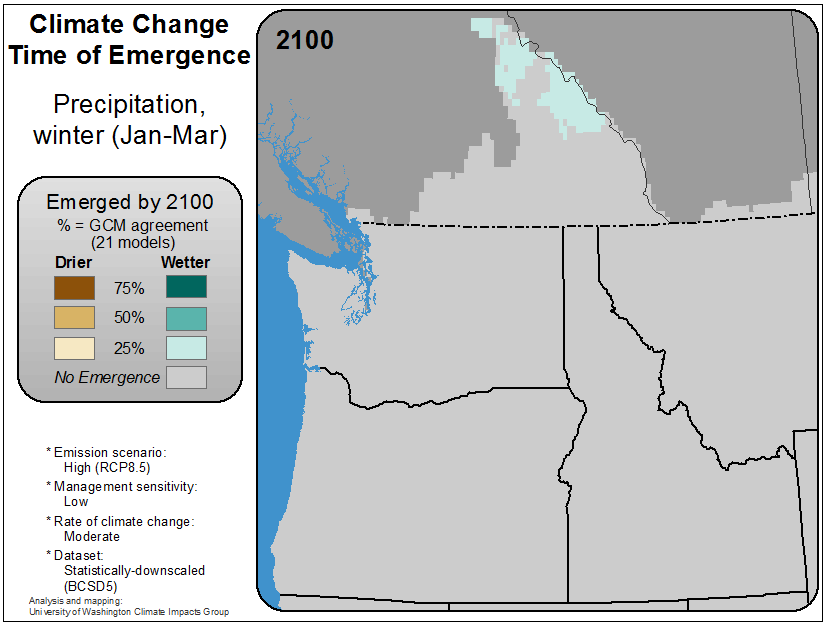 Climate Change
Time of Emergence
Precipitation,
winter (Jan-Mar)
Emerged by 2100
% = GCM agreement
(21 models)
Drier Wetter
75%
50%
25%
No Emergence
* Emission scenario:
High (RCP8.5)
* Management sensitivity:
Low
* Rate of climate change:
Moderate
* Dataset:
Statistically-downscaled
(BCSD5)
Analysis and mapping:
University of Washington Climate Impacts Group
2100